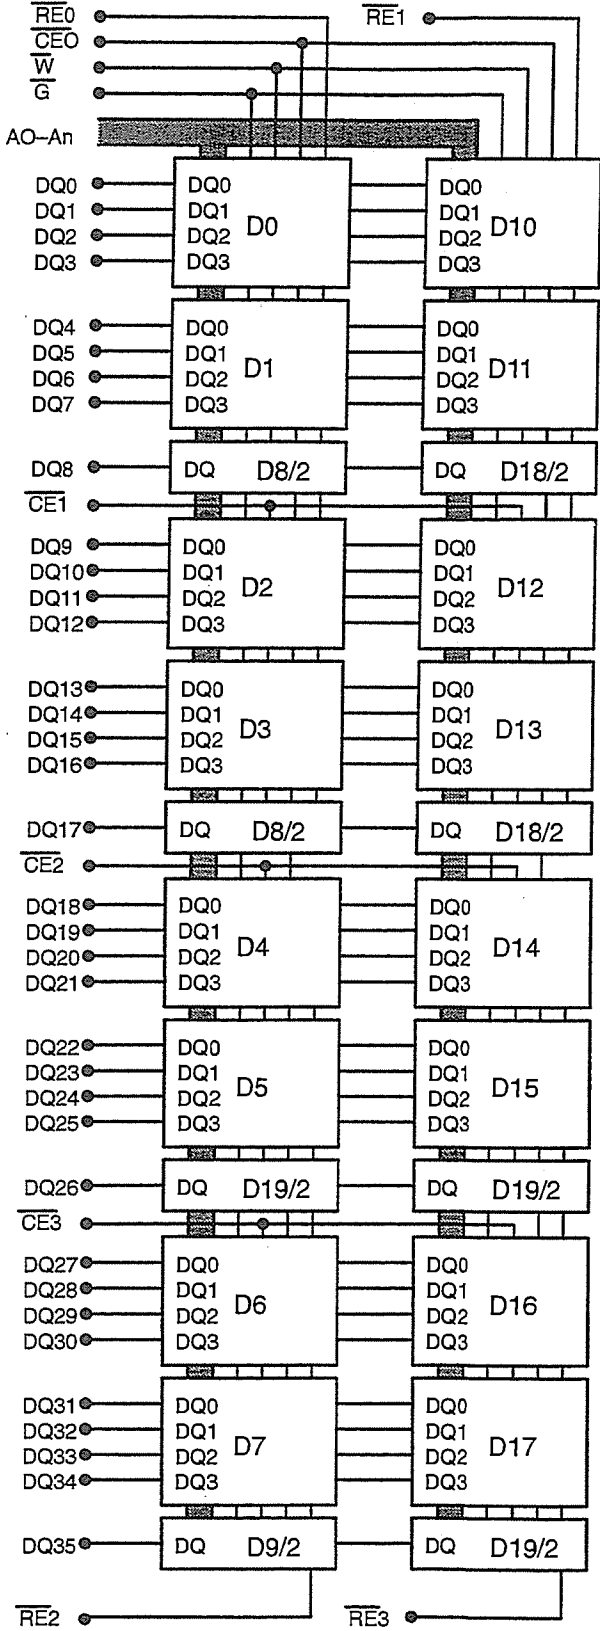 RE0 RE1
CEO
W
G
AO–An
DQ0 DQ0 DQ0
DQ1 DQ1 D0 DQ1 D10
DQ2 DQ2 DQ2
DQ3 DQ3 DQ3
DQ4 DQ0 DQ0
DQ5 DQ1 D1 DQ1 D11
DQ6 DQ2 DQ2
DQ7 DQ3 DQ3
DQ8 DQ D8/2 DQ D18/2
CE1
DQ9 DQ0 DQ0
DQ10 DQ1 D2 DQ1 D12
DQ11 DQ2 DQ2
DQ12 DQ3 DQ3
DQ13 DQ0 DQ0
DQ14 DQ1 D3 DQ1 D13
DQ15 DQ2 DQ2
DQ16 DQ3 DQ3
DQ17 DQ D8/2 DQ D18/2
CE2
DQ18 DQ0 DQ0
DQ19 DQ1 D4 DQ1 D14
DQ20 DQ2 DQ2
DQ21 DQ3 DQ3
DQ22 DQ0 DQ0
DQ23 DQ1 D5 DQ1 D15
DQ24 DQ2 DQ2
DQ25 DQ3 DQ3
DQ26 DQ D19/2 DQ D19/2
CE3
DQ27 DQ0 DQ0
DQ28 DQ1 D6 DQ1 D16
DQ29 DQ2 DQ2
DQ30 DQ3 DQ3
DQ31 DQ0 DQ0
DQ32 DQ1 D7 DQ1 D17
DQ33 DQ2 DQ2
DQ34 DQ3 DQ3
DQ35 DQ D9/2 DQ D19/2
RE2 RE3